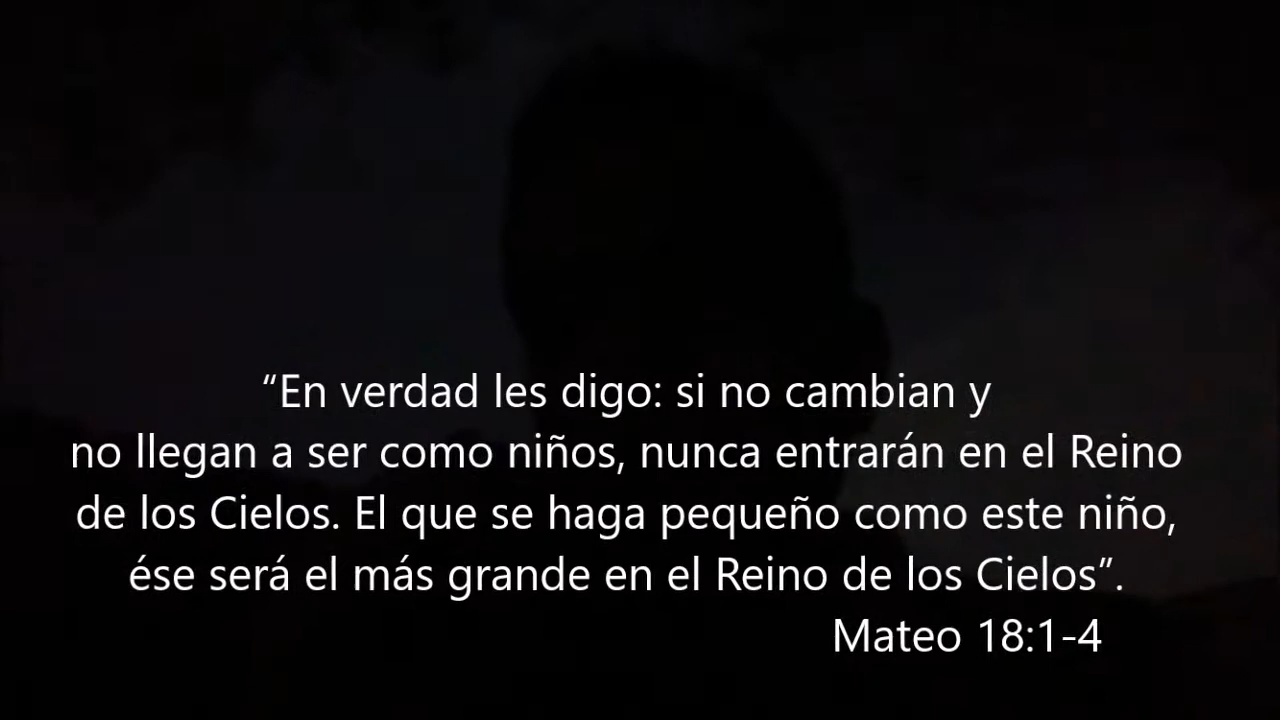 “En verdad les digo: si no cambian y
no llegan a ser como niños, nunca entrarán en el Reino
de los Cielos. El que se haga pequeño como este niño,
ése será el más grande en el Reino de los Cielos”.
Mateo 18:1-4